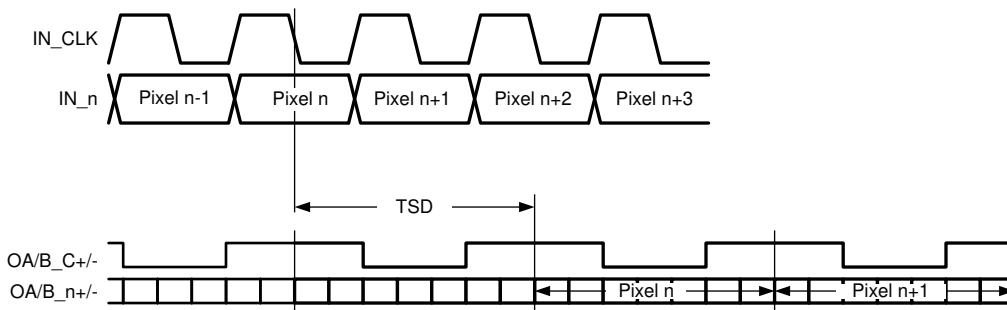 IN_CLK
IN_n
Pixel n-1
Pixel n
Pixel n+1
Pixel n+2
Pixel n+3
TSD
OA/B_C+/-
OA/B_n+/-
Pixel n
Pixel n+1